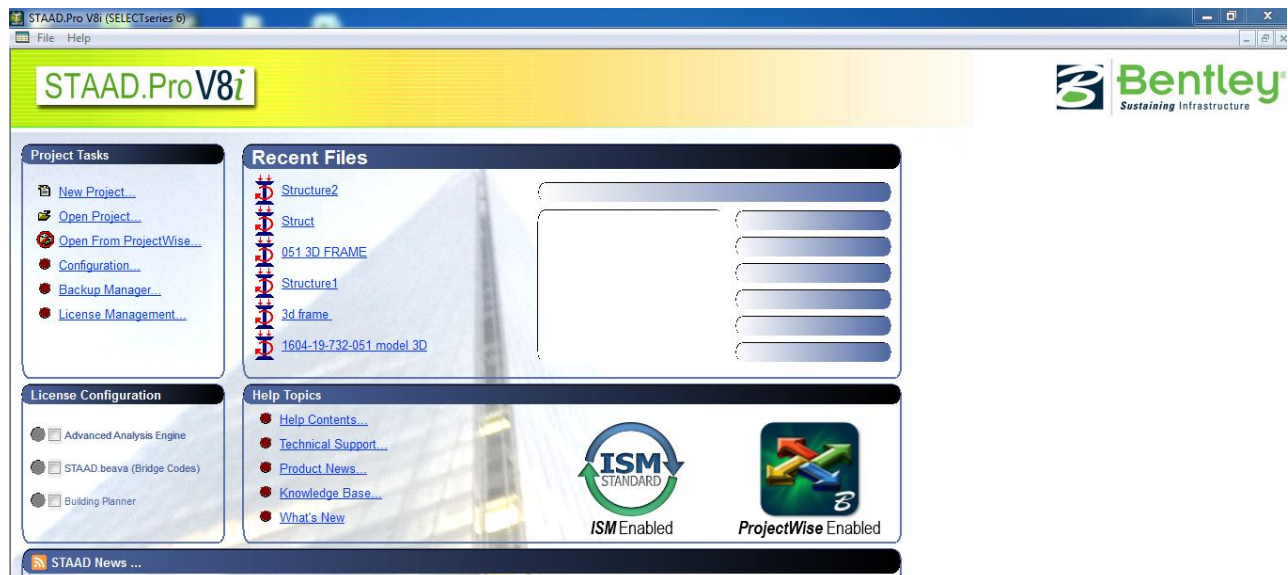 STAAD.Pro V8i (SELECTseries 6)
File Help
STAAD.Pro V8i
Bentley®
Sustaining Infrastructure
Project Tasks
New Project...
Open Project...
Open From ProjectWise...
Configuration...
Backup Manager...
License Management...
Recent Files
Structure2
Struct
051 3D FRAME
Structure1
3d frame
1604-19-732-051 model 3D
License Configuration
Advanced Analysis Engine
STAAD.beava (Bridge Codes)
Building Planner
Help Topics
Help Contents...
Technical Support...
Product News...
Knowledge Base...
What's New
ISM
STANDARD
ISM Enabled
B
ProjectWise Enabled
STAAD News ...